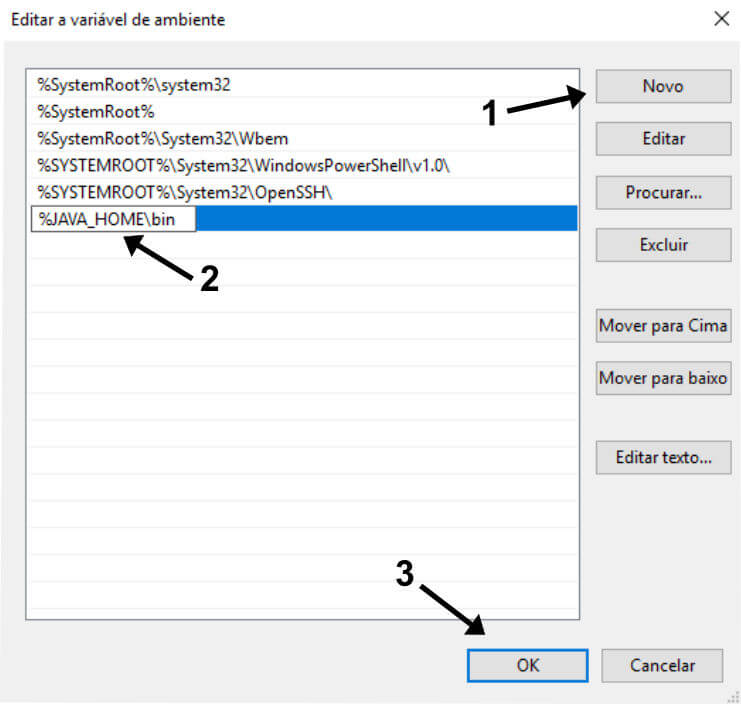 Editar a variável de ambiente
%SystemRoot%\system32
%SystemRoot%
%SystemRoot%\System32\Wbem
%SYSTEMROOT%\System32\WindowsPowerShell\v1.0\
%SYSTEMROOT%\System32\OpenSSH\
%JAVA_HOME\bin
1
2
3
Novo
Editar
Procurar...
Excluir
Mover para Cima
Mover para baixo
Editar texto...
OK
Cancelar